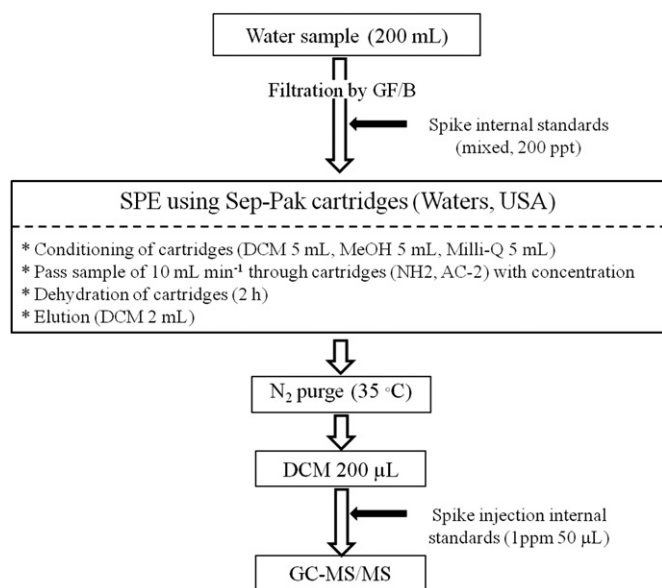 Water sample (200 mL)
Filtration by GF/B
Spike internal standards
(mixed, 200 ppt)
SPE using Sep-Pak cartridges (Waters, USA)
* Conditioning of cartridges (DCM 5 mL, MeOH 5 mL, Milli-Q 5 mL)
* Pass sample of 10 mL min⁻¹ through cartridges (NH2, AC-2) with concentration
* Dehydration of cartridges (2 h)
* Elution (DCM 2 mL)
N₂ purge (35 °C)
DCM 200 µL
Spike injection internal
standards (1ppm 50 µL)
GC-MS/MS